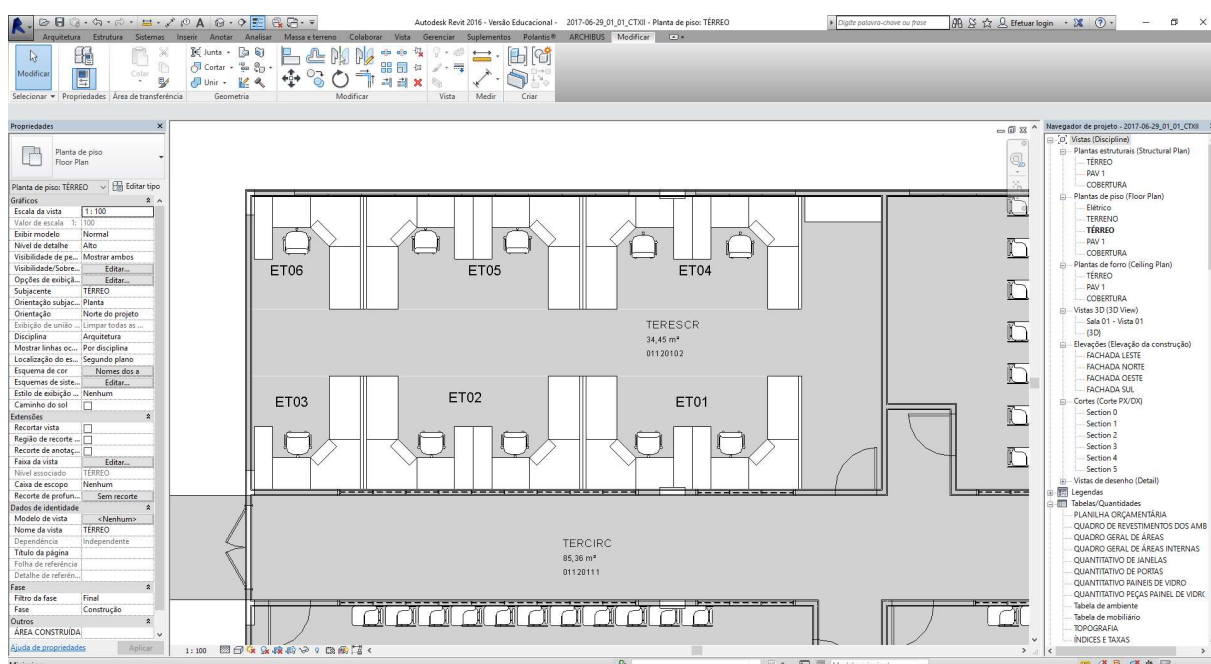 Autodesk Revit 2016 - Versão Educacional - 2017-06-29_01_01_CTXII - Planta de piso: TÉRREO
Digite palavra-chave ou frase
Efetuar login
Arquitetura Estrutura Sistemas Inserir Anotar Analisar Massa e terreno Colaborar Vista Gerenciar Suplementos Polantis® ARCHIBUS Modificar
Modificar
Colar
Junta
Cortar
Unir
Selecionar Propriedades Área de transferência Geometria Modificar Vista Medir Criar
Propriedades
Planta de piso
Floor Plan
Planta de piso: TÉRREO Editar tipo
Gráficos
Escala da vista 1 : 100
Valor de escala 1: 100
Exibir modelo Normal
Nível de detalhe Alto
Visibilidade de pe... Mostrar ambos
Visibilidade/Sobre... Editar...
Opções de exibiçã... Editar...
Subjacente TÉRREO
Orientação subjac... Planta
Orientação Norte do projeto
Exibição de união ... Limpar todas as ...
Disciplina Arquitetura
Mostrar linhas oc... Por disciplina
Localização do es... Segundo plano
Esquema de cor Nomes dos a
Esquemas de siste... Editar...
Estilo de exibição ... Nenhum
Caminho do sol
Extensões
Recortar vista
Região de recorte ...
Recorte de anotaç...
Faixa da vista Editar...
Nível associado TÉRREO
Caixa de escopo Nenhum
Recorte de profun... Sem recorte
Dados de identidade
Modelo de vista <Nenhum>
Nome da vista TÉRREO
Dependência Independente
Título da página
Folha de referência
Detalhe de referên...
Fase
Filtro da fase Final
Fase Construção
Outros
ÁREA CONSTRUÍDA
Ajuda de propriedades Aplicar
ET06 ET05 ET04
TERESCR
34,45 m²
01120102
ET03 ET02 ET01
TERCIRC
85,36 m²
01120111
1 : 100
Navegador de projeto - 2017-06-29_01_01_CTXII
Vistas (Discipline)
Plantas estruturais (Structural Plan)
TÉRREO
PAV 1
COBERTURA
Plantas de piso (Floor Plan)
Elétrico
TERRENO
TÉRREO
PAV 1
COBERTURA
Plantas de forro (Ceiling Plan)
TÉRREO
PAV 1
COBERTURA
Vistas 3D (3D View)
Sala 01 - Vista 01
{3D}
Elevações (Elevação da construção)
FACHADA LESTE
FACHADA NORTE
FACHADA OESTE
FACHADA SUL
Cortes (Corte PX/DX)
Section 0
Section 1
Section 2
Section 3
Section 4
Section 5
Vistas de desenho (Detail)
Legendas
Tabelas/Quantidades
PLANILHA ORÇAMENTÁRIA
QUADRO DE REVESTIMENTOS DOS AMB
QUADRO GERAL DE ÁREAS
QUADRO GERAL DE ÁREAS INTERNAS
QUANTITATIVO DE JANELAS
QUANTITATIVO DE PORTAS
QUANTITATIVO PAINEIS DE VIDRO
QUANTITATIVO PEÇAS PAINEL DE VIDRO
Tabela de ambiente
Tabela de mobiliário
TOPOGRAFIA
ÍNDICES E TAXAS